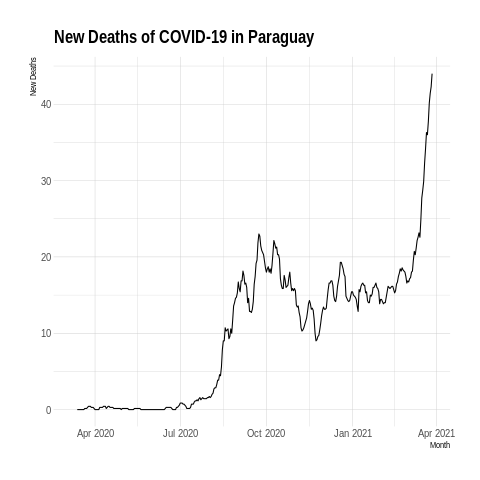 New Deaths of COVID-19 in Paraguay
New Deaths
40
30
20
10
0
Apr 2020 Jul 2020 Oct 2020 Jan 2021 Apr 2021
Month